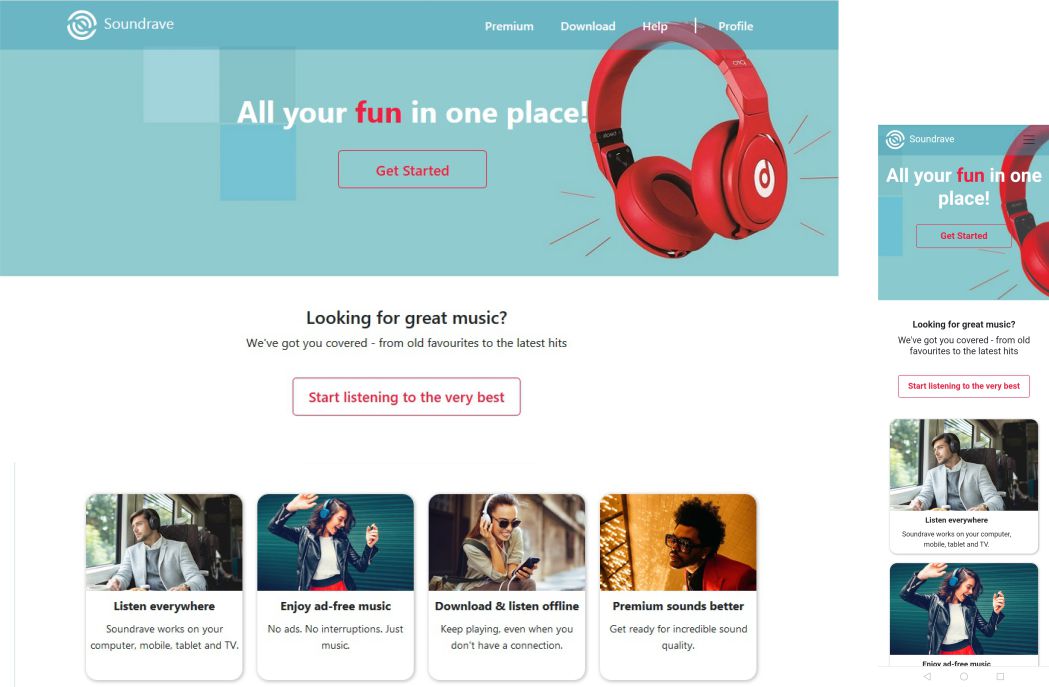 Soundrave
Premium Download Help | Profile
All your fun in one place!
Get Started
Looking for great music?
We've got you covered - from old favourites to the latest hits
Start listening to the very best
Listen everywhere
Soundrave works on your
computer, mobile, tablet and TV.
Enjoy ad-free music
No ads. No interruptions. Just
music.
Download & listen offline
Keep playing, even when you
don't have a connection.
Premium sounds better
Get ready for incredible sound
quality.
Soundrave
All your fun in one
place!
Get Started
Looking for great music?
We've got you covered - from old
favourites to the latest hits
Start listening to the very best
Listen everywhere
Soundrave works on your computer,
mobile, tablet and TV.
Enjoy ad-free music